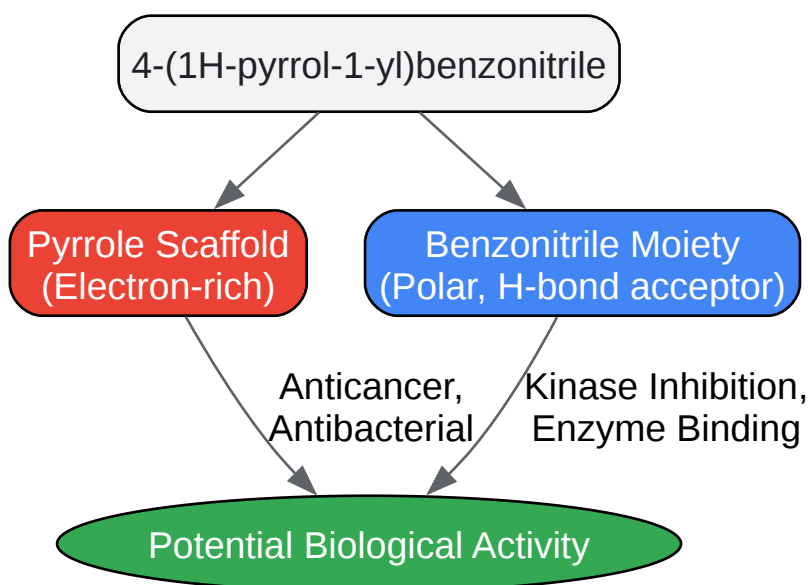 4-(1H-pyrrol-1-yl)benzonitrile
Pyrrole Scaffold
(Electron-rich)
Benzonitrile Moiety
(Polar, H-bond acceptor)
Anticancer,
Antibacterial
Kinase Inhibition,
Enzyme Binding
Potential Biological Activity